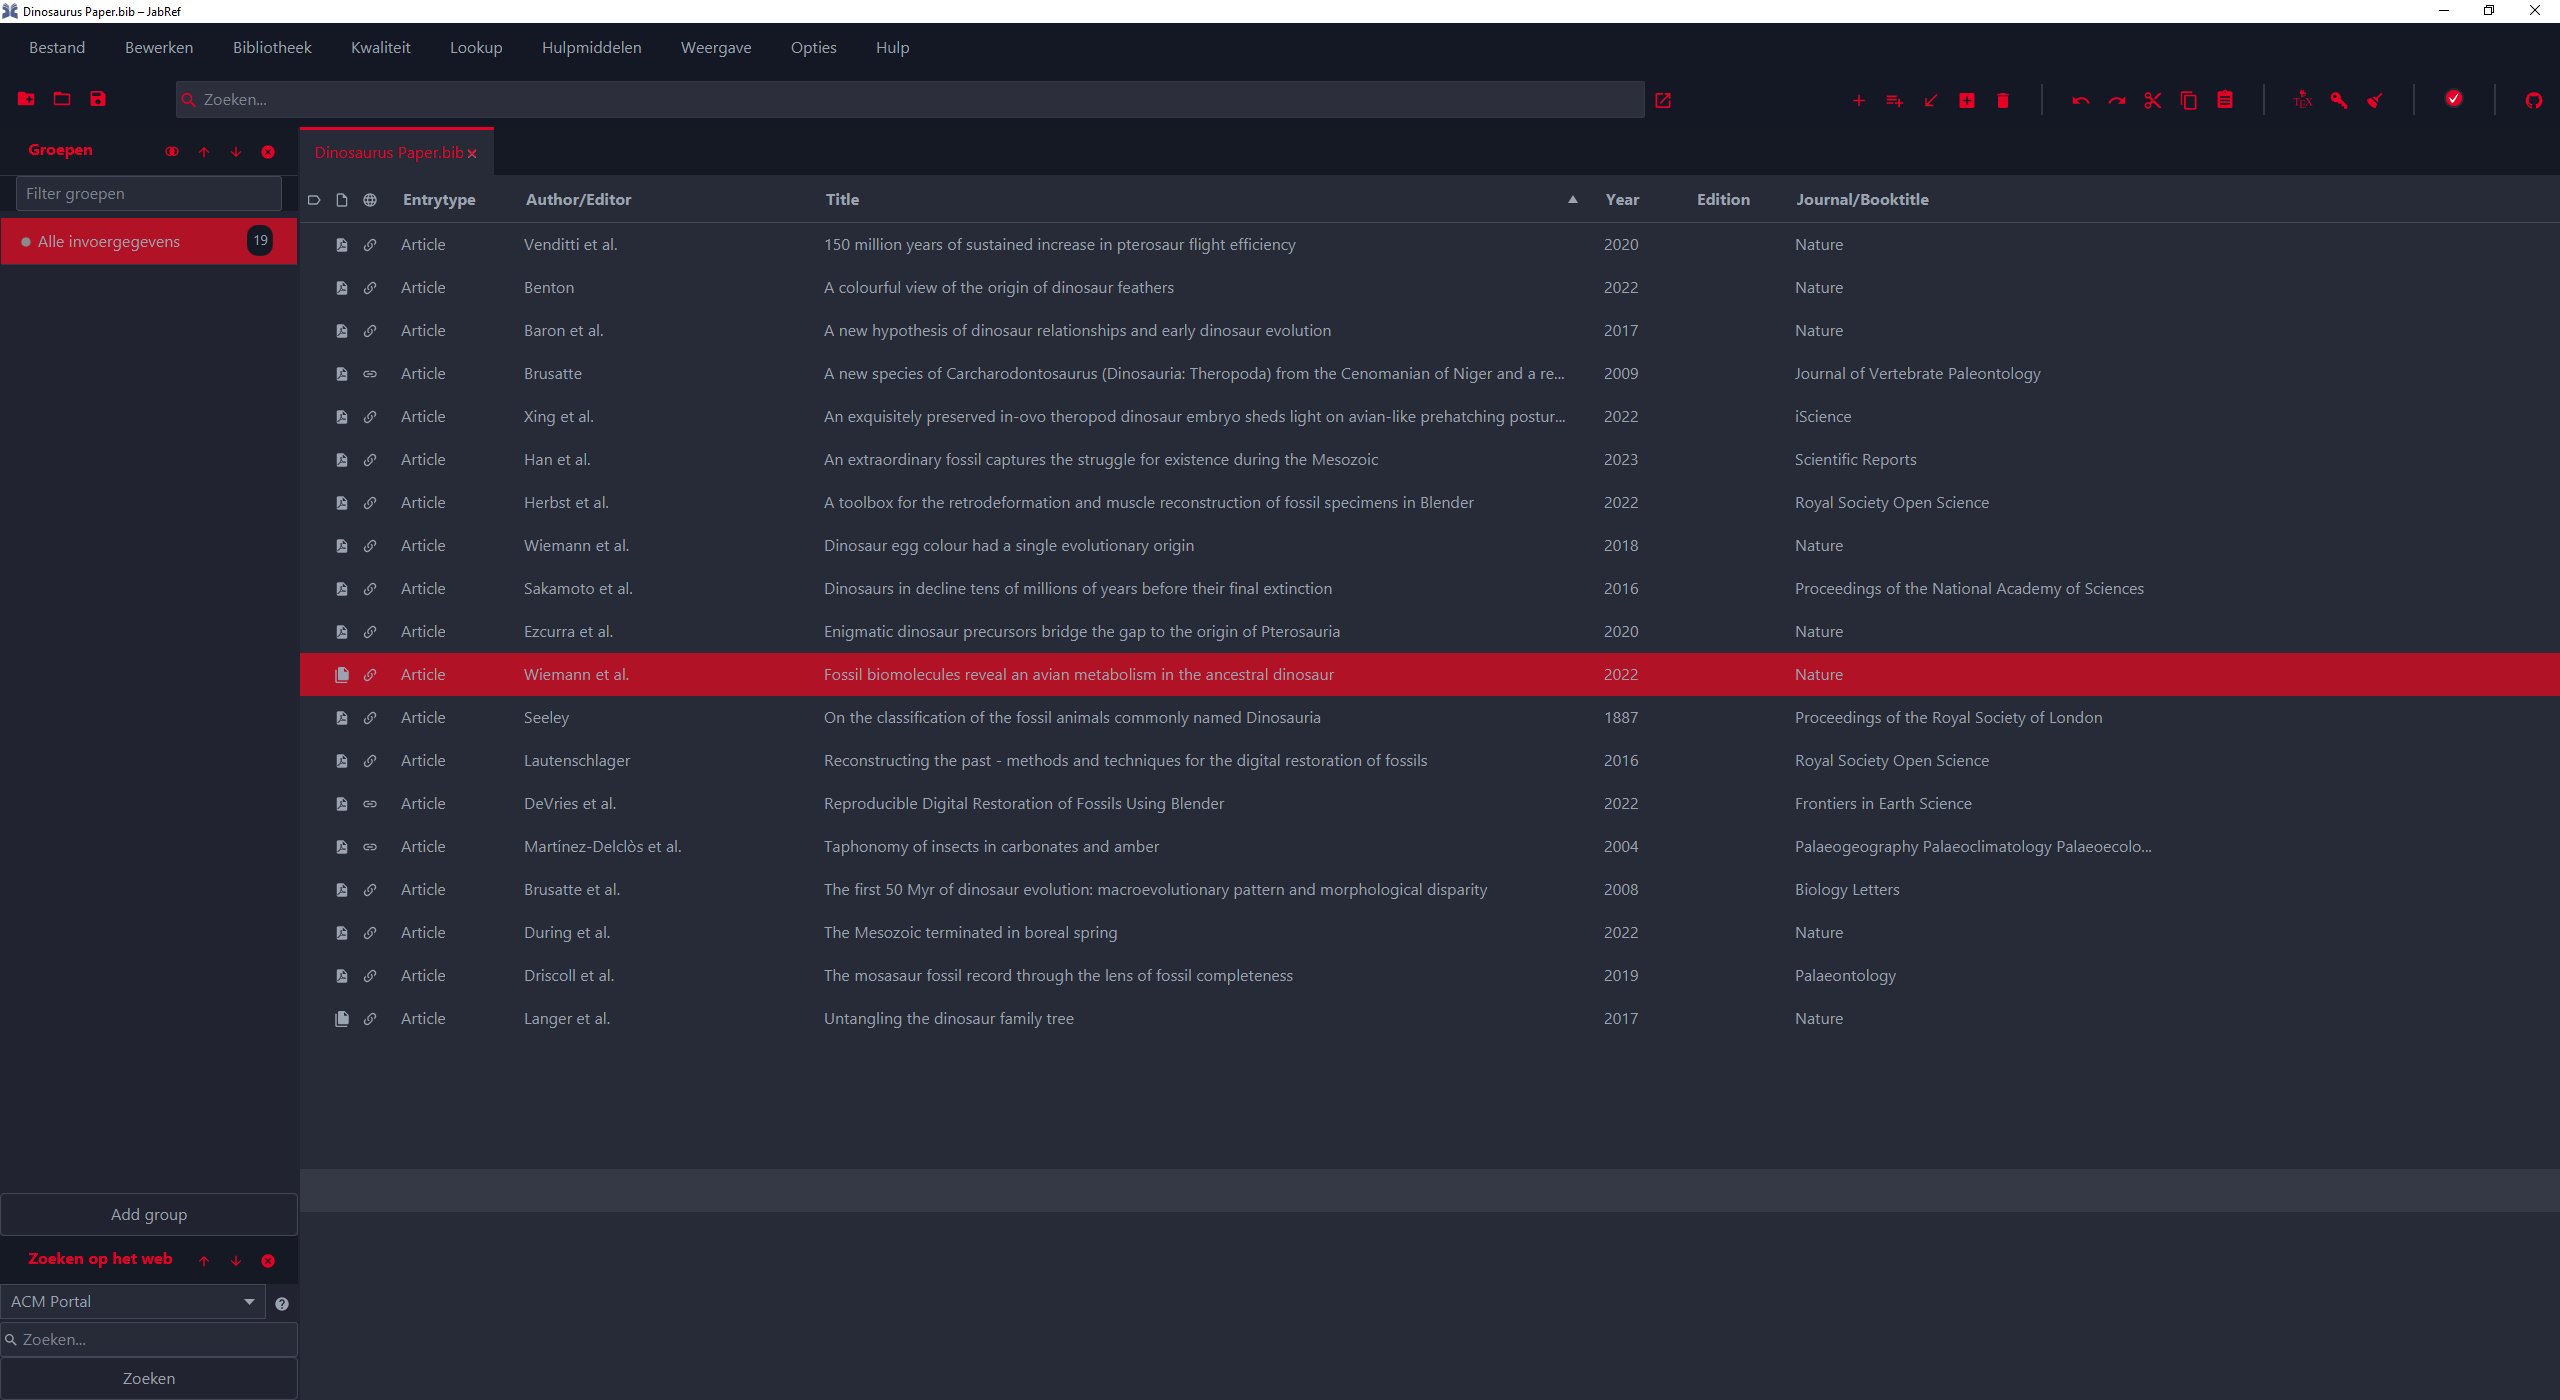 Dinosaurus Paper.bib – JabRef
Bestand Bewerken Bibliotheek Kwaliteit Lookup Hulpmiddelen Weergave Opties Hulp
Zoeken...
TEX
Groepen
Filter groepen
Alle invoergegevens 19
Dinosaurus Paper.bib
Entrytype Author/Editor Title Year Edition Journal/Booktitle
Article Venditti et al. 150 million years of sustained increase in pterosaur flight efficiency 2020 Nature
Article Benton A colourful view of the origin of dinosaur feathers 2022 Nature
Article Baron et al. A new hypothesis of dinosaur relationships and early dinosaur evolution 2017 Nature
Article Brusatte A new species of Carcharodontosaurus (Dinosauria: Theropoda) from the Cenomanian of Niger and a re... 2009 Journal of Vertebrate Paleontology
Article Xing et al. An exquisitely preserved in-ovo theropod dinosaur embryo sheds light on avian-like prehatching postur... 2022 iScience
Article Han et al. An extraordinary fossil captures the struggle for existence during the Mesozoic 2023 Scientific Reports
Article Herbst et al. A toolbox for the retrodeformation and muscle reconstruction of fossil specimens in Blender 2022 Royal Society Open Science
Article Wiemann et al. Dinosaur egg colour had a single evolutionary origin 2018 Nature
Article Sakamoto et al. Dinosaurs in decline tens of millions of years before their final extinction 2016 Proceedings of the National Academy of Sciences
Article Ezcurra et al. Enigmatic dinosaur precursors bridge the gap to the origin of Pterosauria 2020 Nature
Article Wiemann et al. Fossil biomolecules reveal an avian metabolism in the ancestral dinosaur 2022 Nature
Article Seeley On the classification of the fossil animals commonly named Dinosauria 1887 Proceedings of the Royal Society of London
Article Lautenschlager Reconstructing the past - methods and techniques for the digital restoration of fossils 2016 Royal Society Open Science
Article DeVries et al. Reproducible Digital Restoration of Fossils Using Blender 2022 Frontiers in Earth Science
Article Martínez-Delclòs et al. Taphonomy of insects in carbonates and amber 2004 Palaeogeography Palaeoclimatology Palaeoecolo...
Article Brusatte et al. The first 50 Myr of dinosaur evolution: macroevolutionary pattern and morphological disparity 2008 Biology Letters
Article During et al. The Mesozoic terminated in boreal spring 2022 Nature
Article Driscoll et al. The mosasaur fossil record through the lens of fossil completeness 2019 Palaeontology
Article Langer et al. Untangling the dinosaur family tree 2017 Nature
Add group
Zoeken op het web
ACM Portal
Zoeken...
Zoeken